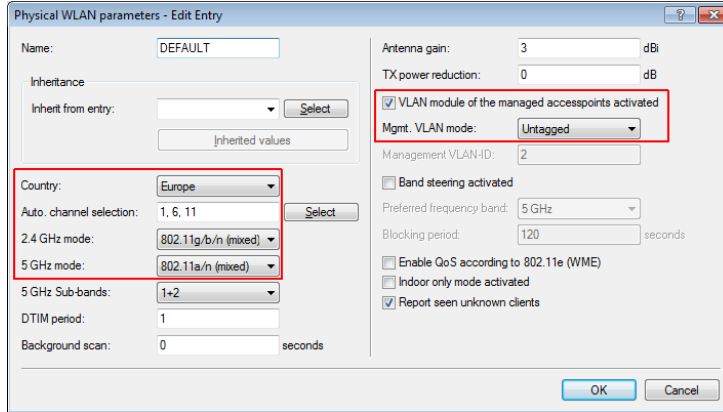 Physical WLAN parameters - Edit Entry
Name:
DEFAULT
Inheritance
Inherit from entry:
Select
Inherited values
Country:
Europe
Auto. channel selection:
1, 6, 11
Select
2.4 GHz mode:
802.11g/b/n (mixed)
5 GHz mode:
802.11a/n (mixed)
5 GHz Sub-bands:
1+2
DTIM period:
1
Background scan:
0
seconds
Antenna gain:
3
dBi
TX power reduction:
0
dB
VLAN module of the managed accesspoints activated
Mgmt. VLAN mode:
Untagged
Management VLAN-ID:
2
Band steering activated
Preferred frequency band:
5 GHz
Blocking period:
120
seconds
Enable QoS according to 802.11e (WME)
Indoor only mode activated
Report seen unknown clients
OK
Cancel